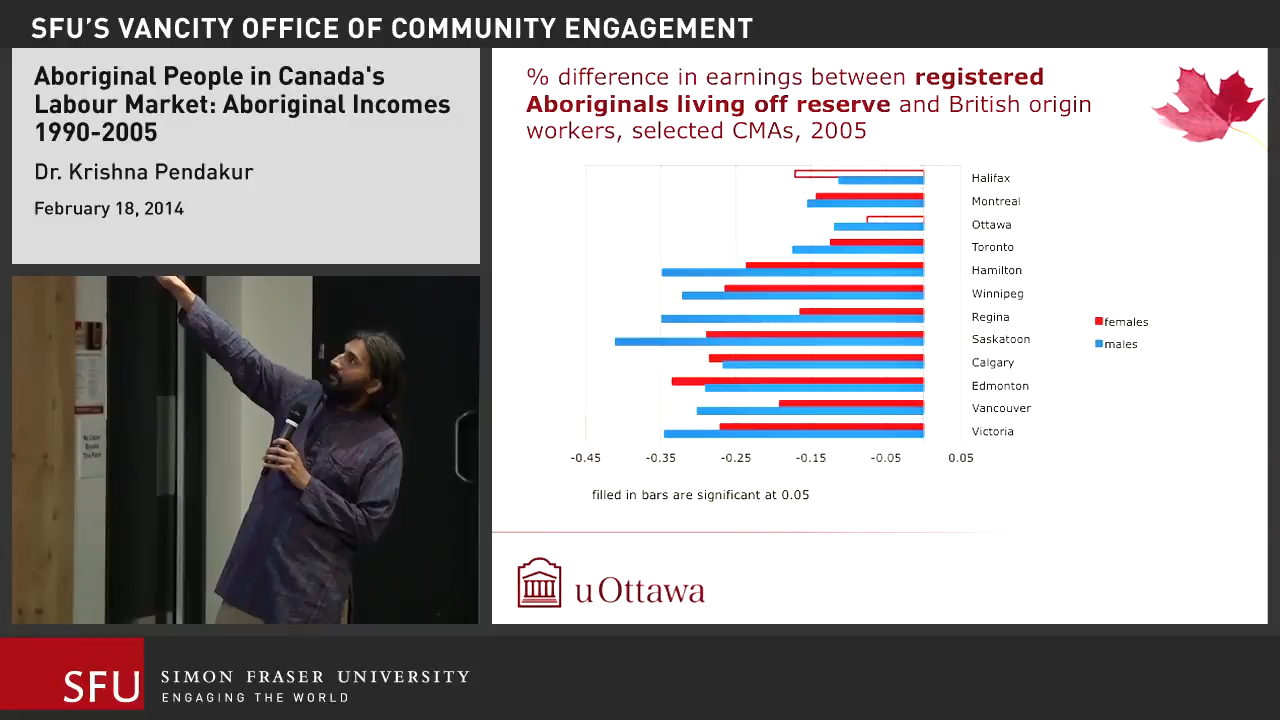 SFU'S VANCITY OFFICE OF COMMUNITY ENGAGEMENT
Aboriginal People in Canada's
Labour Market: Aboriginal Incomes
1990-2005
Dr. Krishna Pendakur
February 18, 2014
% difference in earnings between registered
Aboriginals living off reserve and British origin
workers, selected CMAs, 2005
Halifax
Montreal
Ottawa
Toronto
Hamilton
Winnipeg
Regina
Saskatoon
Calgary
Edmonton
Vancouver
Victoria
females
males
-0.45 -0.35 -0.25 -0.15 -0.05 0.05
filled in bars are significant at 0.05
uOttawa
SFU
SIMON FRASER UNIVERSITY
ENGAGING THE WORLD